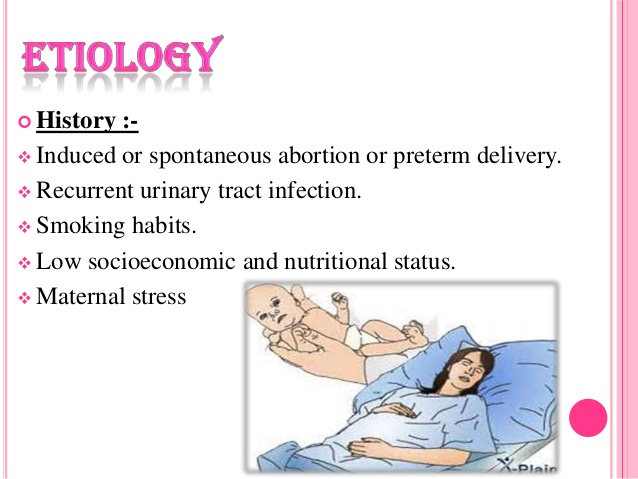 ETIOLOGY
History :-
Induced or spontaneous abortion or preterm delivery.
Recurrent urinary tract infection.
Smoking habits.
Low socioeconomic and nutritional status.
Maternal stress
X-Plain